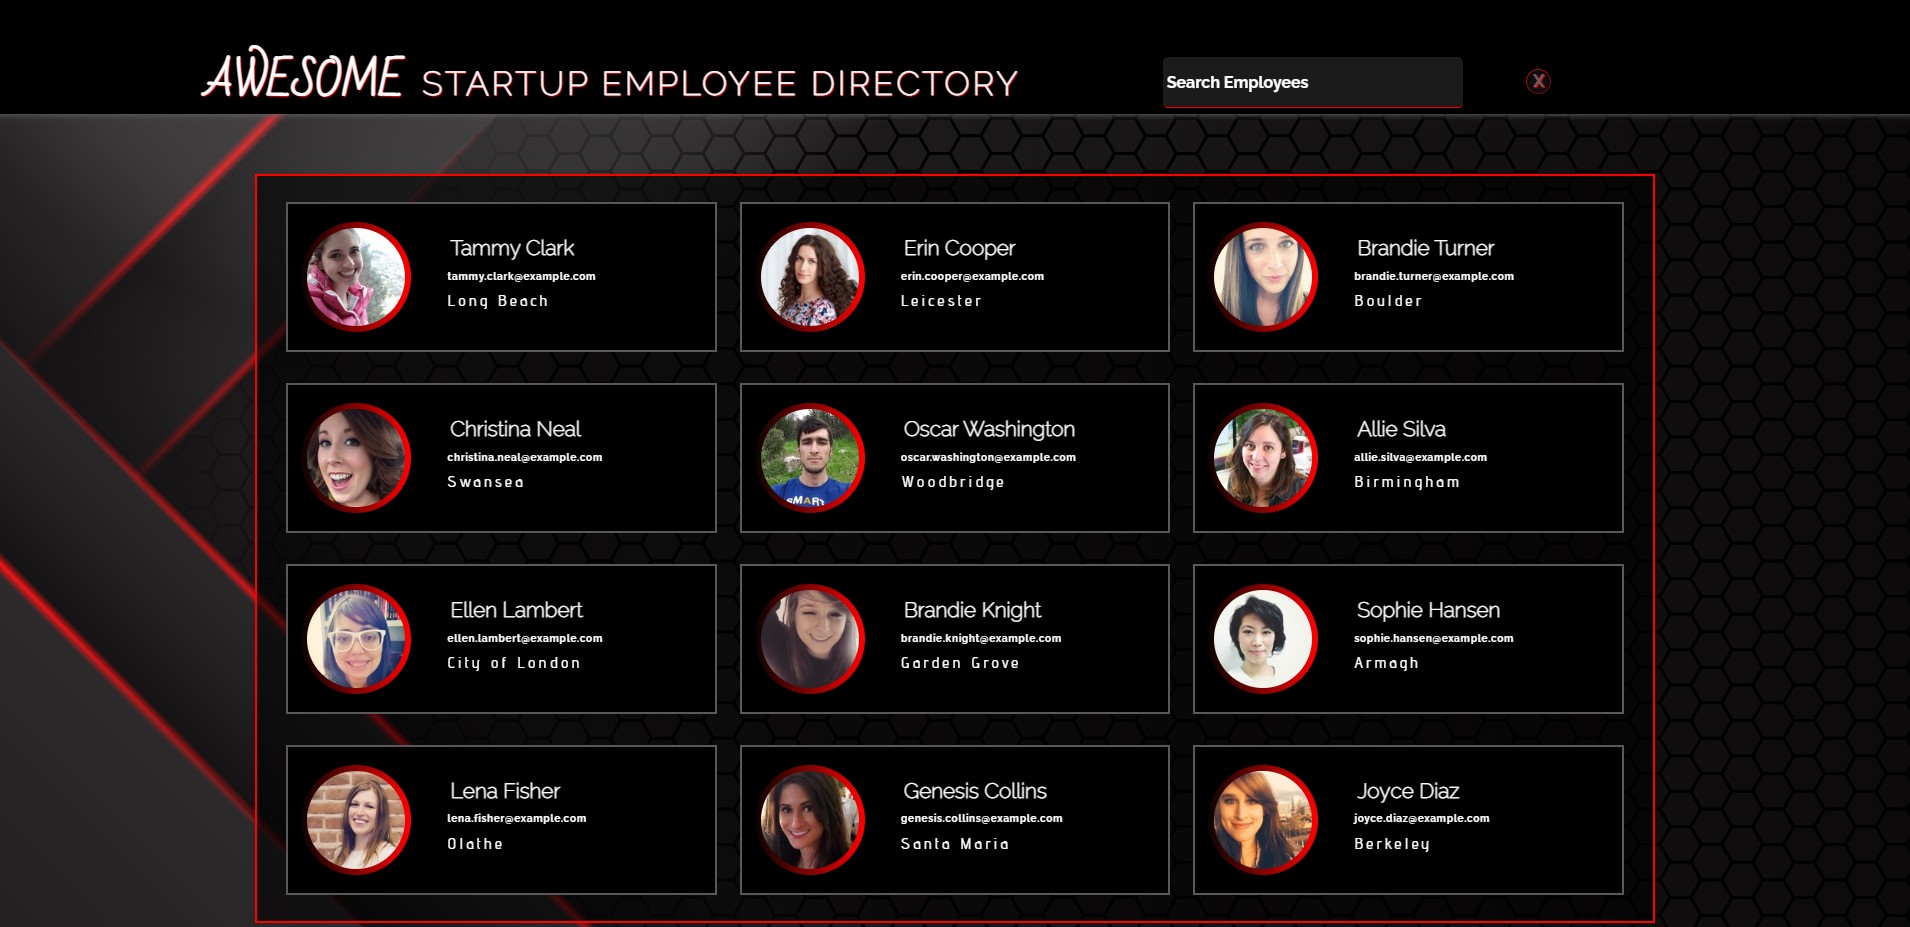 AWESOME STARTUP EMPLOYEE DIRECTORY
Search Employees
X
Tammy Clark
tammy.clark@example.com
Long Beach
Erin Cooper
erin.cooper@example.com
Leicester
Brandie Turner
brandie.turner@example.com
Boulder
Christina Neal
christina.neal@example.com
Swansea
Oscar Washington
oscar.washington@example.com
Woodbridge
SMART
Allie Silva
allie.silva@example.com
Birmingham
Ellen Lambert
ellen.lambert@example.com
City of London
Brandie Knight
brandie.knight@example.com
Garden Grove
Sophie Hansen
sophie.hansen@example.com
Armagh
Lena Fisher
lena.fisher@example.com
Olathe
Genesis Collins
genesis.collins@example.com
Santa Maria
Joyce Diaz
joyce.diaz@example.com
Berkeley